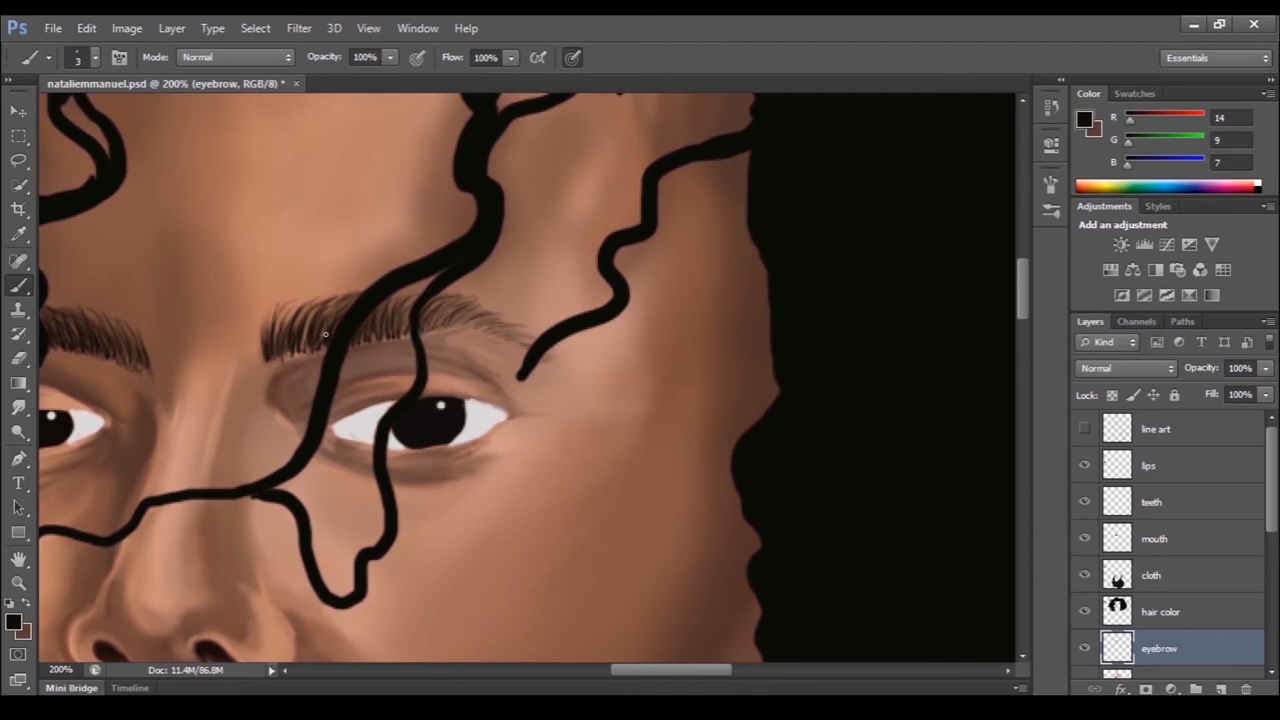 Ps File Edit Image Layer Type Select Filter 3D View Window Help
3 Mode: Normal Opacity: 100% Flow: 100% Essentials
nataliemmanuel.psd @ 200% (eyebrow, RGB/8) *
Color Swatches
R 14
G 9
B 7
Adjustments Styles
Add an adjustment
Layers Channels Paths
Kind
Normal Opacity: 100%
Lock: Fill: 100%
line art
lips
teeth
mouth
cloth
hair color
eyebrow
200% Doc: 11.4M/86.8M
Mini Bridge Timeline